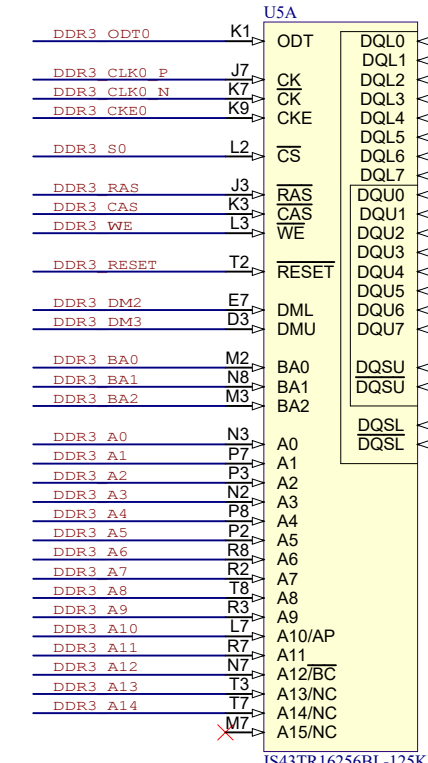 U5A
DDR3_ODT0 K1 ODT DQL0
DQL1
DDR3_CLK0_P J7 CK DQL2
DDR3_CLK0_N K7 CK DQL3
DDR3_CKE0 K9 CKE DQL4
DQL5
DDR3_S0 L2 CS DQL6
DQL7
DDR3_RAS J3 RAS DQU0
DDR3_CAS K3 CAS DQU1
DDR3_WE L3 WE DQU2
DQU3
DDR3_RESET T2 RESET DQU4
DQU5
DDR3_DM2 E7 DML DQU6
DDR3_DM3 D3 DMU DQU7
DDR3_BA0 M2 BA0 DQSU
DDR3_BA1 N8 BA1 DQSU
DDR3_BA2 M3 BA2
DQSL
DDR3_A0 N3 A0 DQSL
DDR3_A1 P7 A1
DDR3_A2 P3 A2
DDR3_A3 N2 A3
DDR3_A4 P8 A4
DDR3_A5 P2 A5
DDR3_A6 R8 A6
DDR3_A7 R2 A7
DDR3_A8 T8 A8
DDR3_A9 R3 A9
DDR3_A10 L7 A10/AP
DDR3_A11 R7 A11
DDR3_A12 N7 A12/BC
DDR3_A13 T3 A13/NC
DDR3_A14 T7 A14/NC
M7 A15/NC
IS43TR16256BL-125K